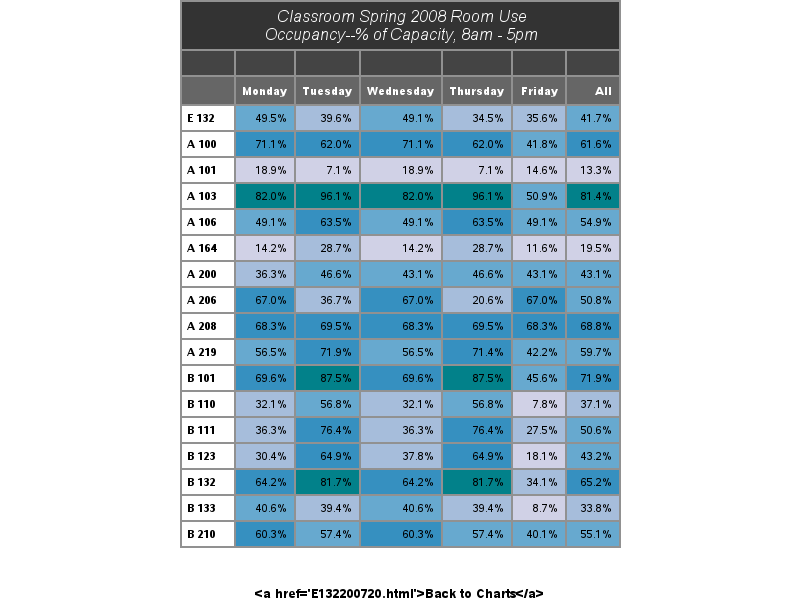 Classroom Spring 2008 Room Use
Occupancy--% of Capacity, 8am - 5pm
Monday Tuesday Wednesday Thursday Friday All
E 132 49.5% 39.6% 49.1% 34.5% 35.6% 41.7%
A 100 71.1% 62.0% 71.1% 62.0% 41.8% 61.6%
A 101 18.9% 7.1% 18.9% 7.1% 14.6% 13.3%
A 103 82.0% 96.1% 82.0% 96.1% 50.9% 81.4%
A 106 49.1% 63.5% 49.1% 63.5% 49.1% 54.9%
A 164 14.2% 28.7% 14.2% 28.7% 11.6% 19.5%
A 200 36.3% 46.6% 43.1% 46.6% 43.1% 43.1%
A 206 67.0% 36.7% 67.0% 20.6% 67.0% 50.8%
A 208 68.3% 69.5% 68.3% 69.5% 68.3% 68.8%
A 219 56.5% 71.9% 56.5% 71.4% 42.2% 59.7%
B 101 69.6% 87.5% 69.6% 87.5% 45.6% 71.9%
B 110 32.1% 56.8% 32.1% 56.8% 7.8% 37.1%
B 111 36.3% 76.4% 36.3% 76.4% 27.5% 50.6%
B 123 30.4% 64.9% 37.8% 64.9% 18.1% 43.2%
B 132 64.2% 81.7% 64.2% 81.7% 34.1% 65.2%
B 133 40.6% 39.4% 40.6% 39.4% 8.7% 33.8%
B 210 60.3% 57.4% 60.3% 57.4% 40.1% 55.1%
<a href='E132200720.html'>Back to Charts</a>